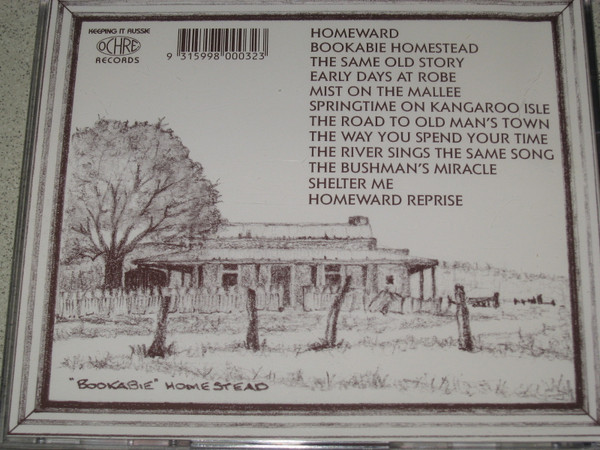 KEEPING IT AUSSIE
OCHRE
RECORDS
9 315998 000323
HOMEWARD
BOOKABIE HOMESTEAD
THE SAME OLD STORY
EARLY DAYS AT ROBE
MIST ON THE MALLEE
SPRINGTIME ON KANGAROO ISLE
THE ROAD TO OLD MAN'S TOWN
THE WAY YOU SPEND YOUR TIME
THE RIVER SINGS THE SAME SONG
THE BUSHMAN'S MIRACLE
SHELTER ME
HOMEWARD REPRISE
"BOOKABIE" HOMESTEAD